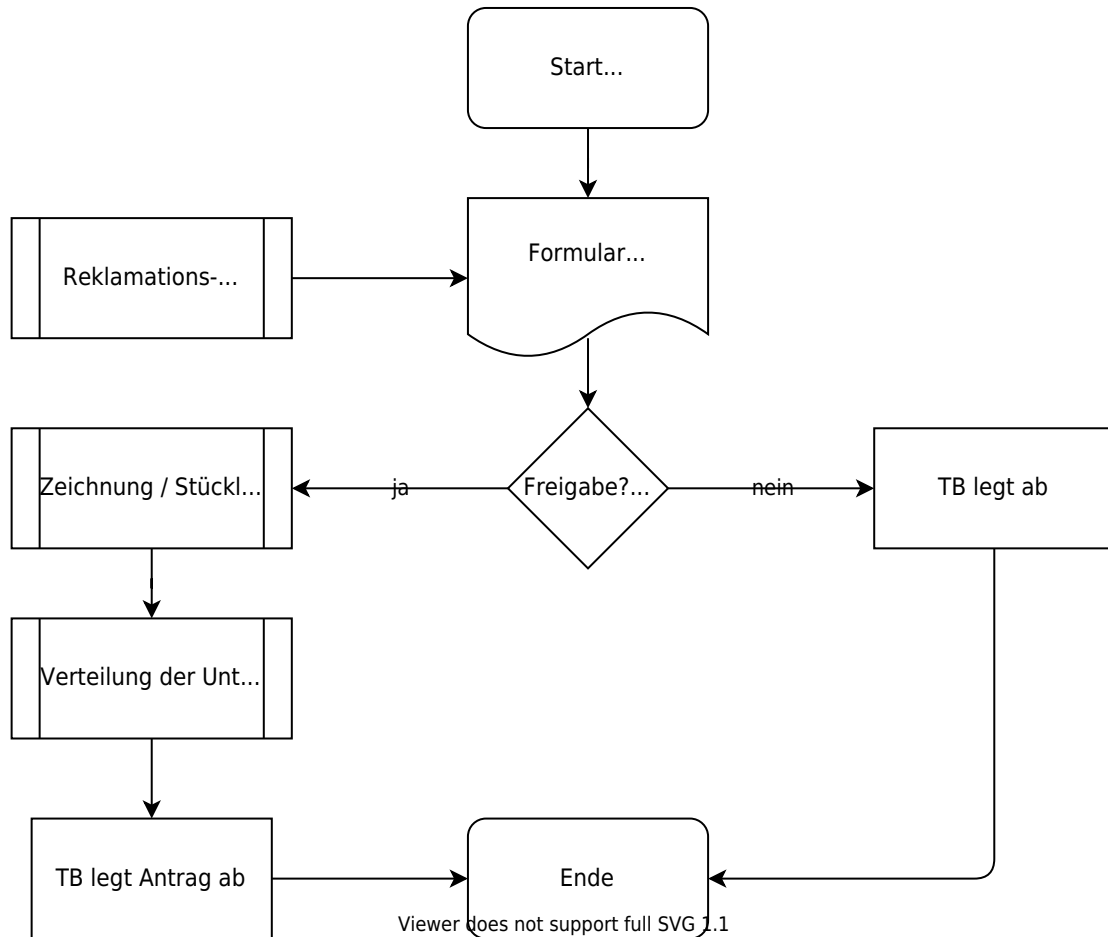 Start...
Formular...
Reklamations-...
Zeichnung / Stückl...
ja
Freigabe?...
nein
TB legt ab
Verteilung der Unt...
TB legt Antrag ab
Ende
Viewer does not support full SVG 1.1